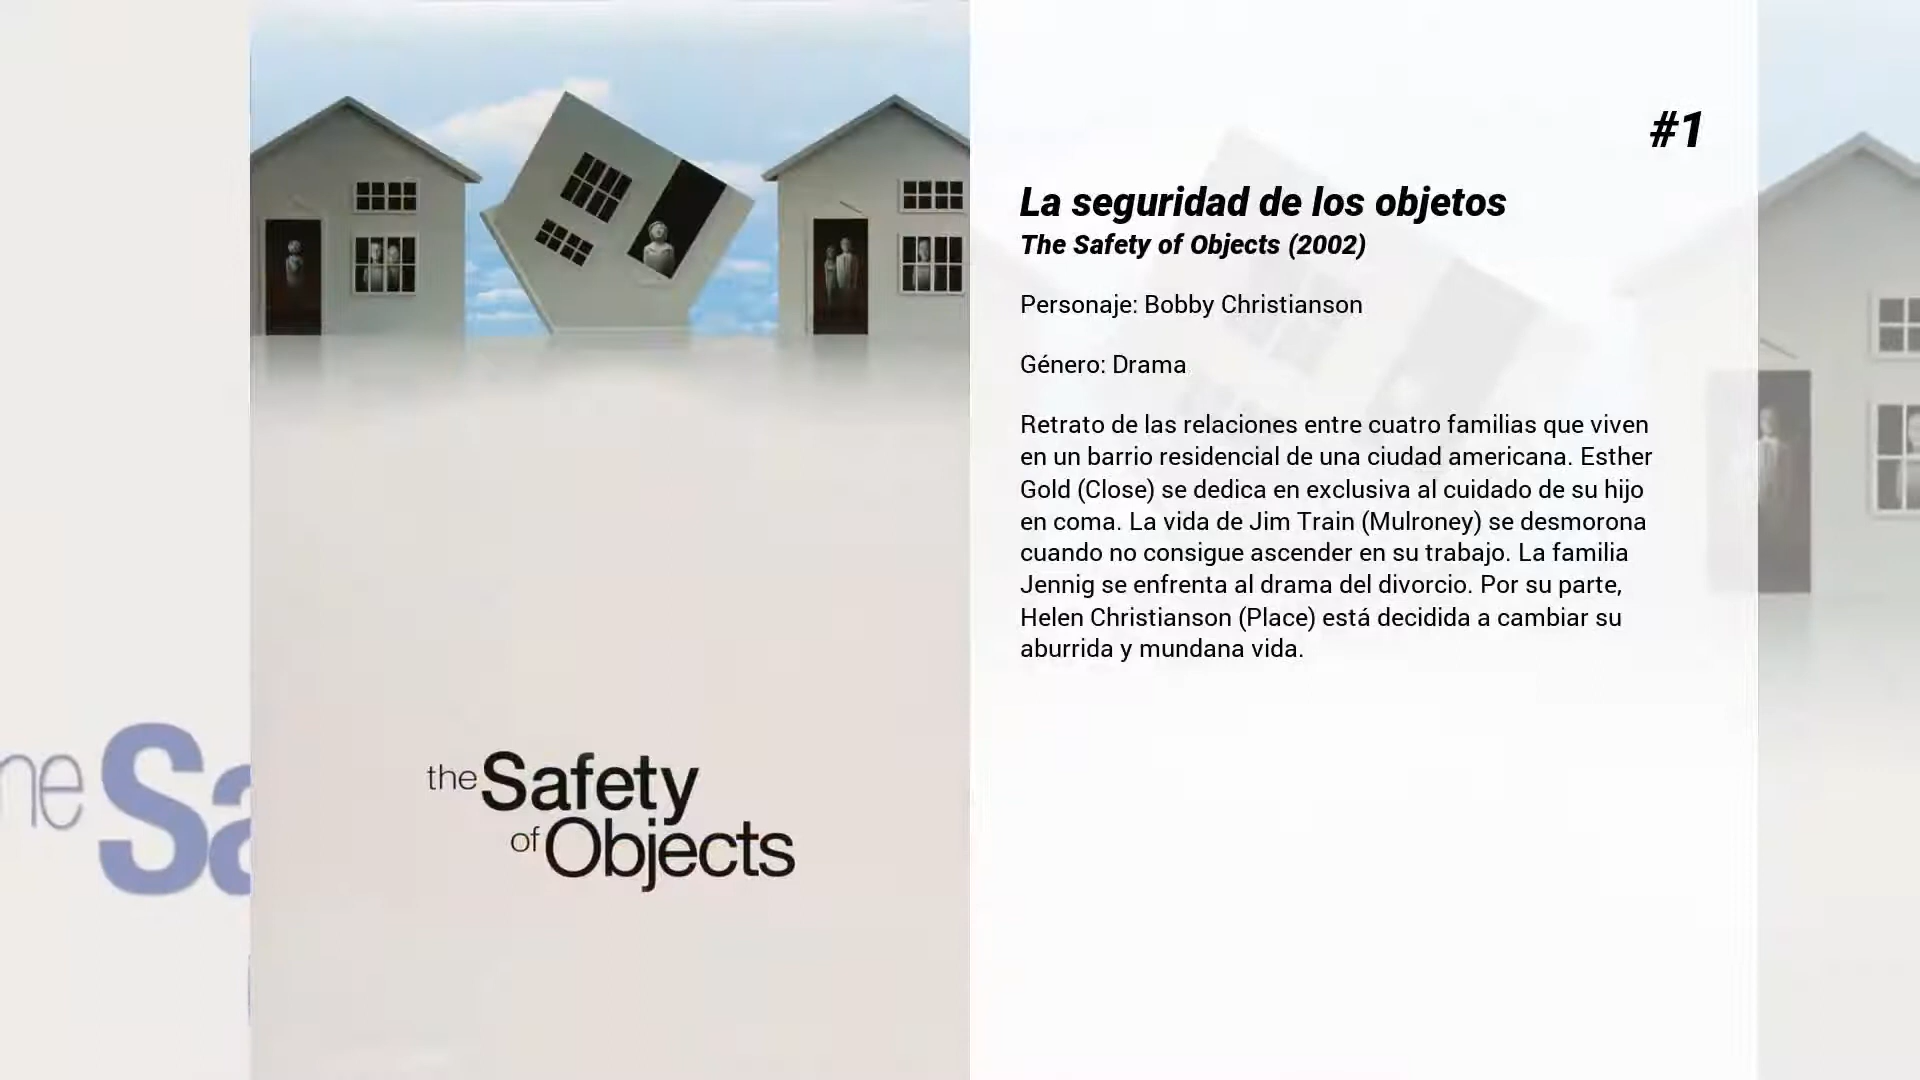 #1
La seguridad de los objetos
The Safety of Objects (2002)
Personaje: Bobby Christianson
Género: Drama
Retrato de las relaciones entre cuatro familias que viven
en un barrio residencial de una ciudad americana. Esther
Gold (Close) se dedica en exclusiva al cuidado de su hijo
en coma. La vida de Jim Train (Mulroney) se desmorona
cuando no consigue ascender en su trabajo. La familia
Jennig se enfrenta al drama del divorcio. Por su parte,
Helen Christianson (Place) está decidida a cambiar su
aburrida y mundana vida.
the Safety
of Objects
he Sa